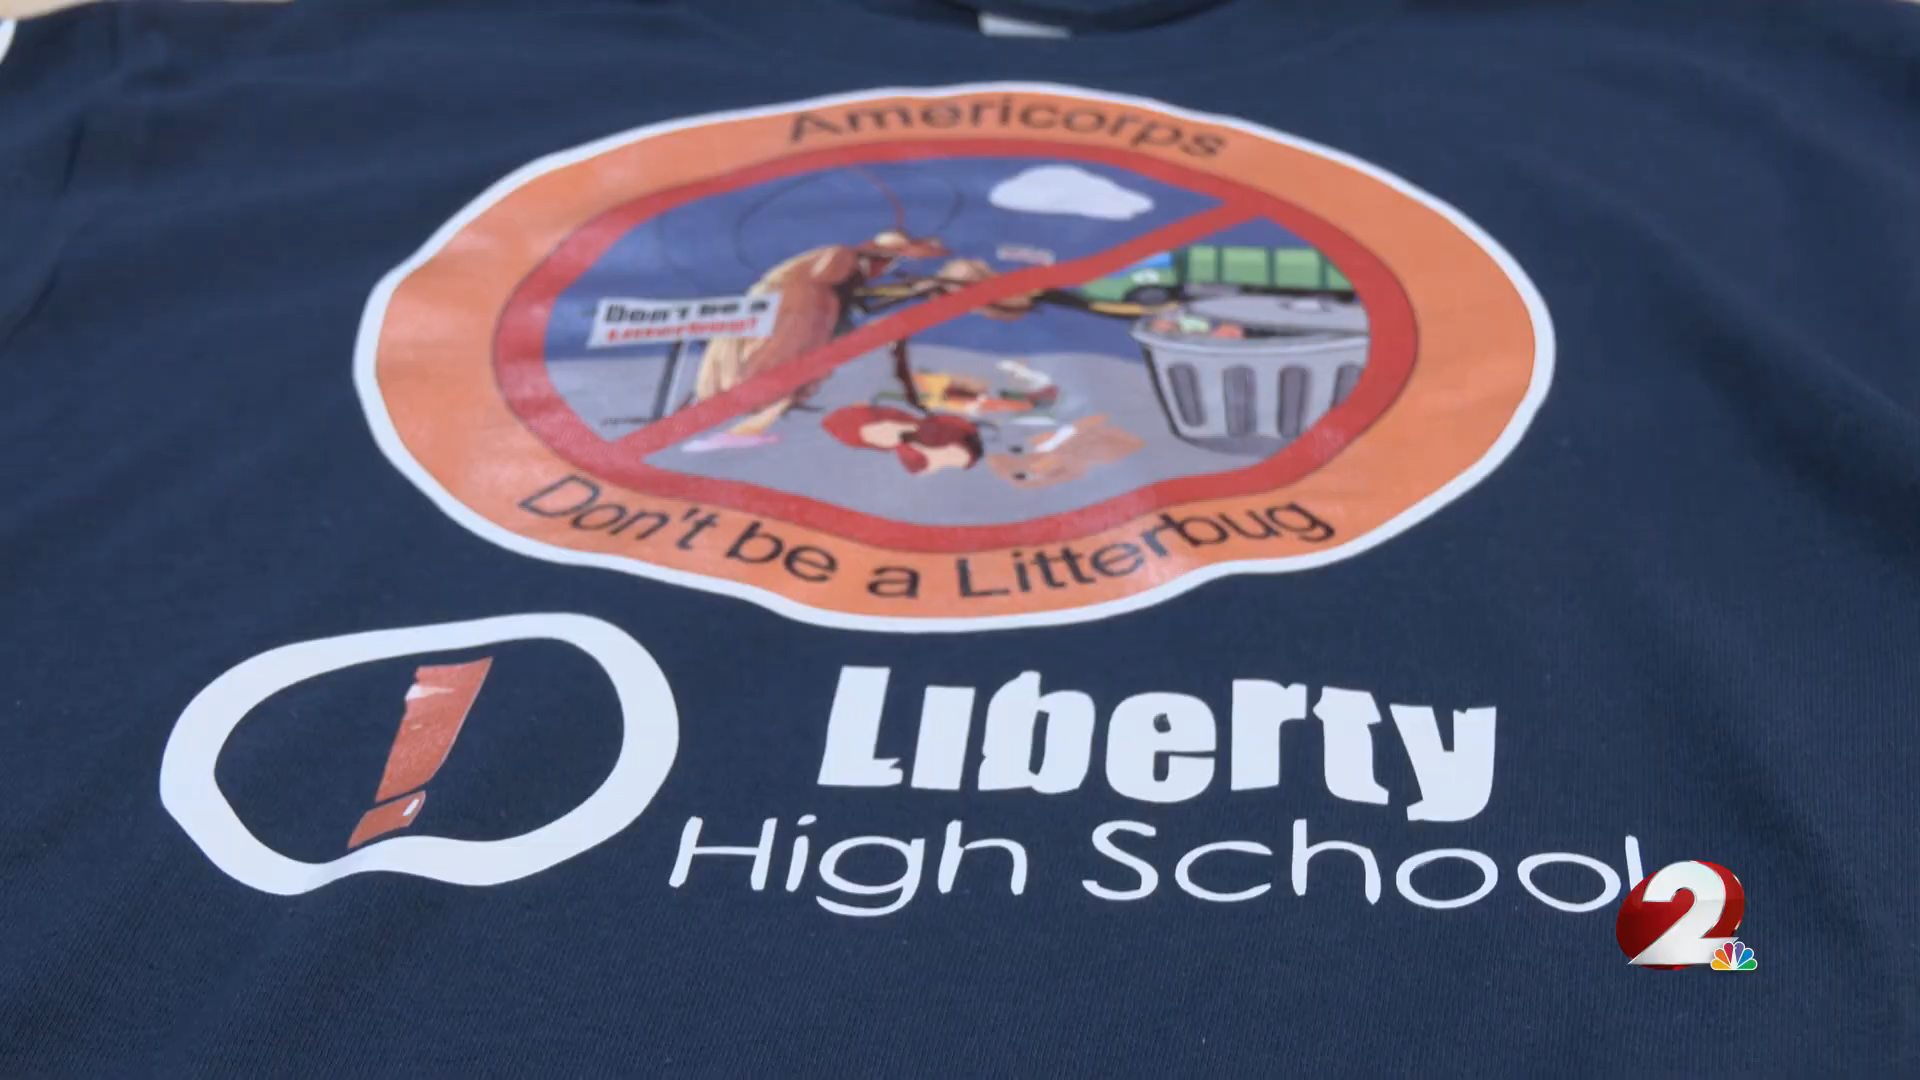 Americorps
Don't be a
Litterbug!
Don't be a Litterbug
!
Liberty
High School
2